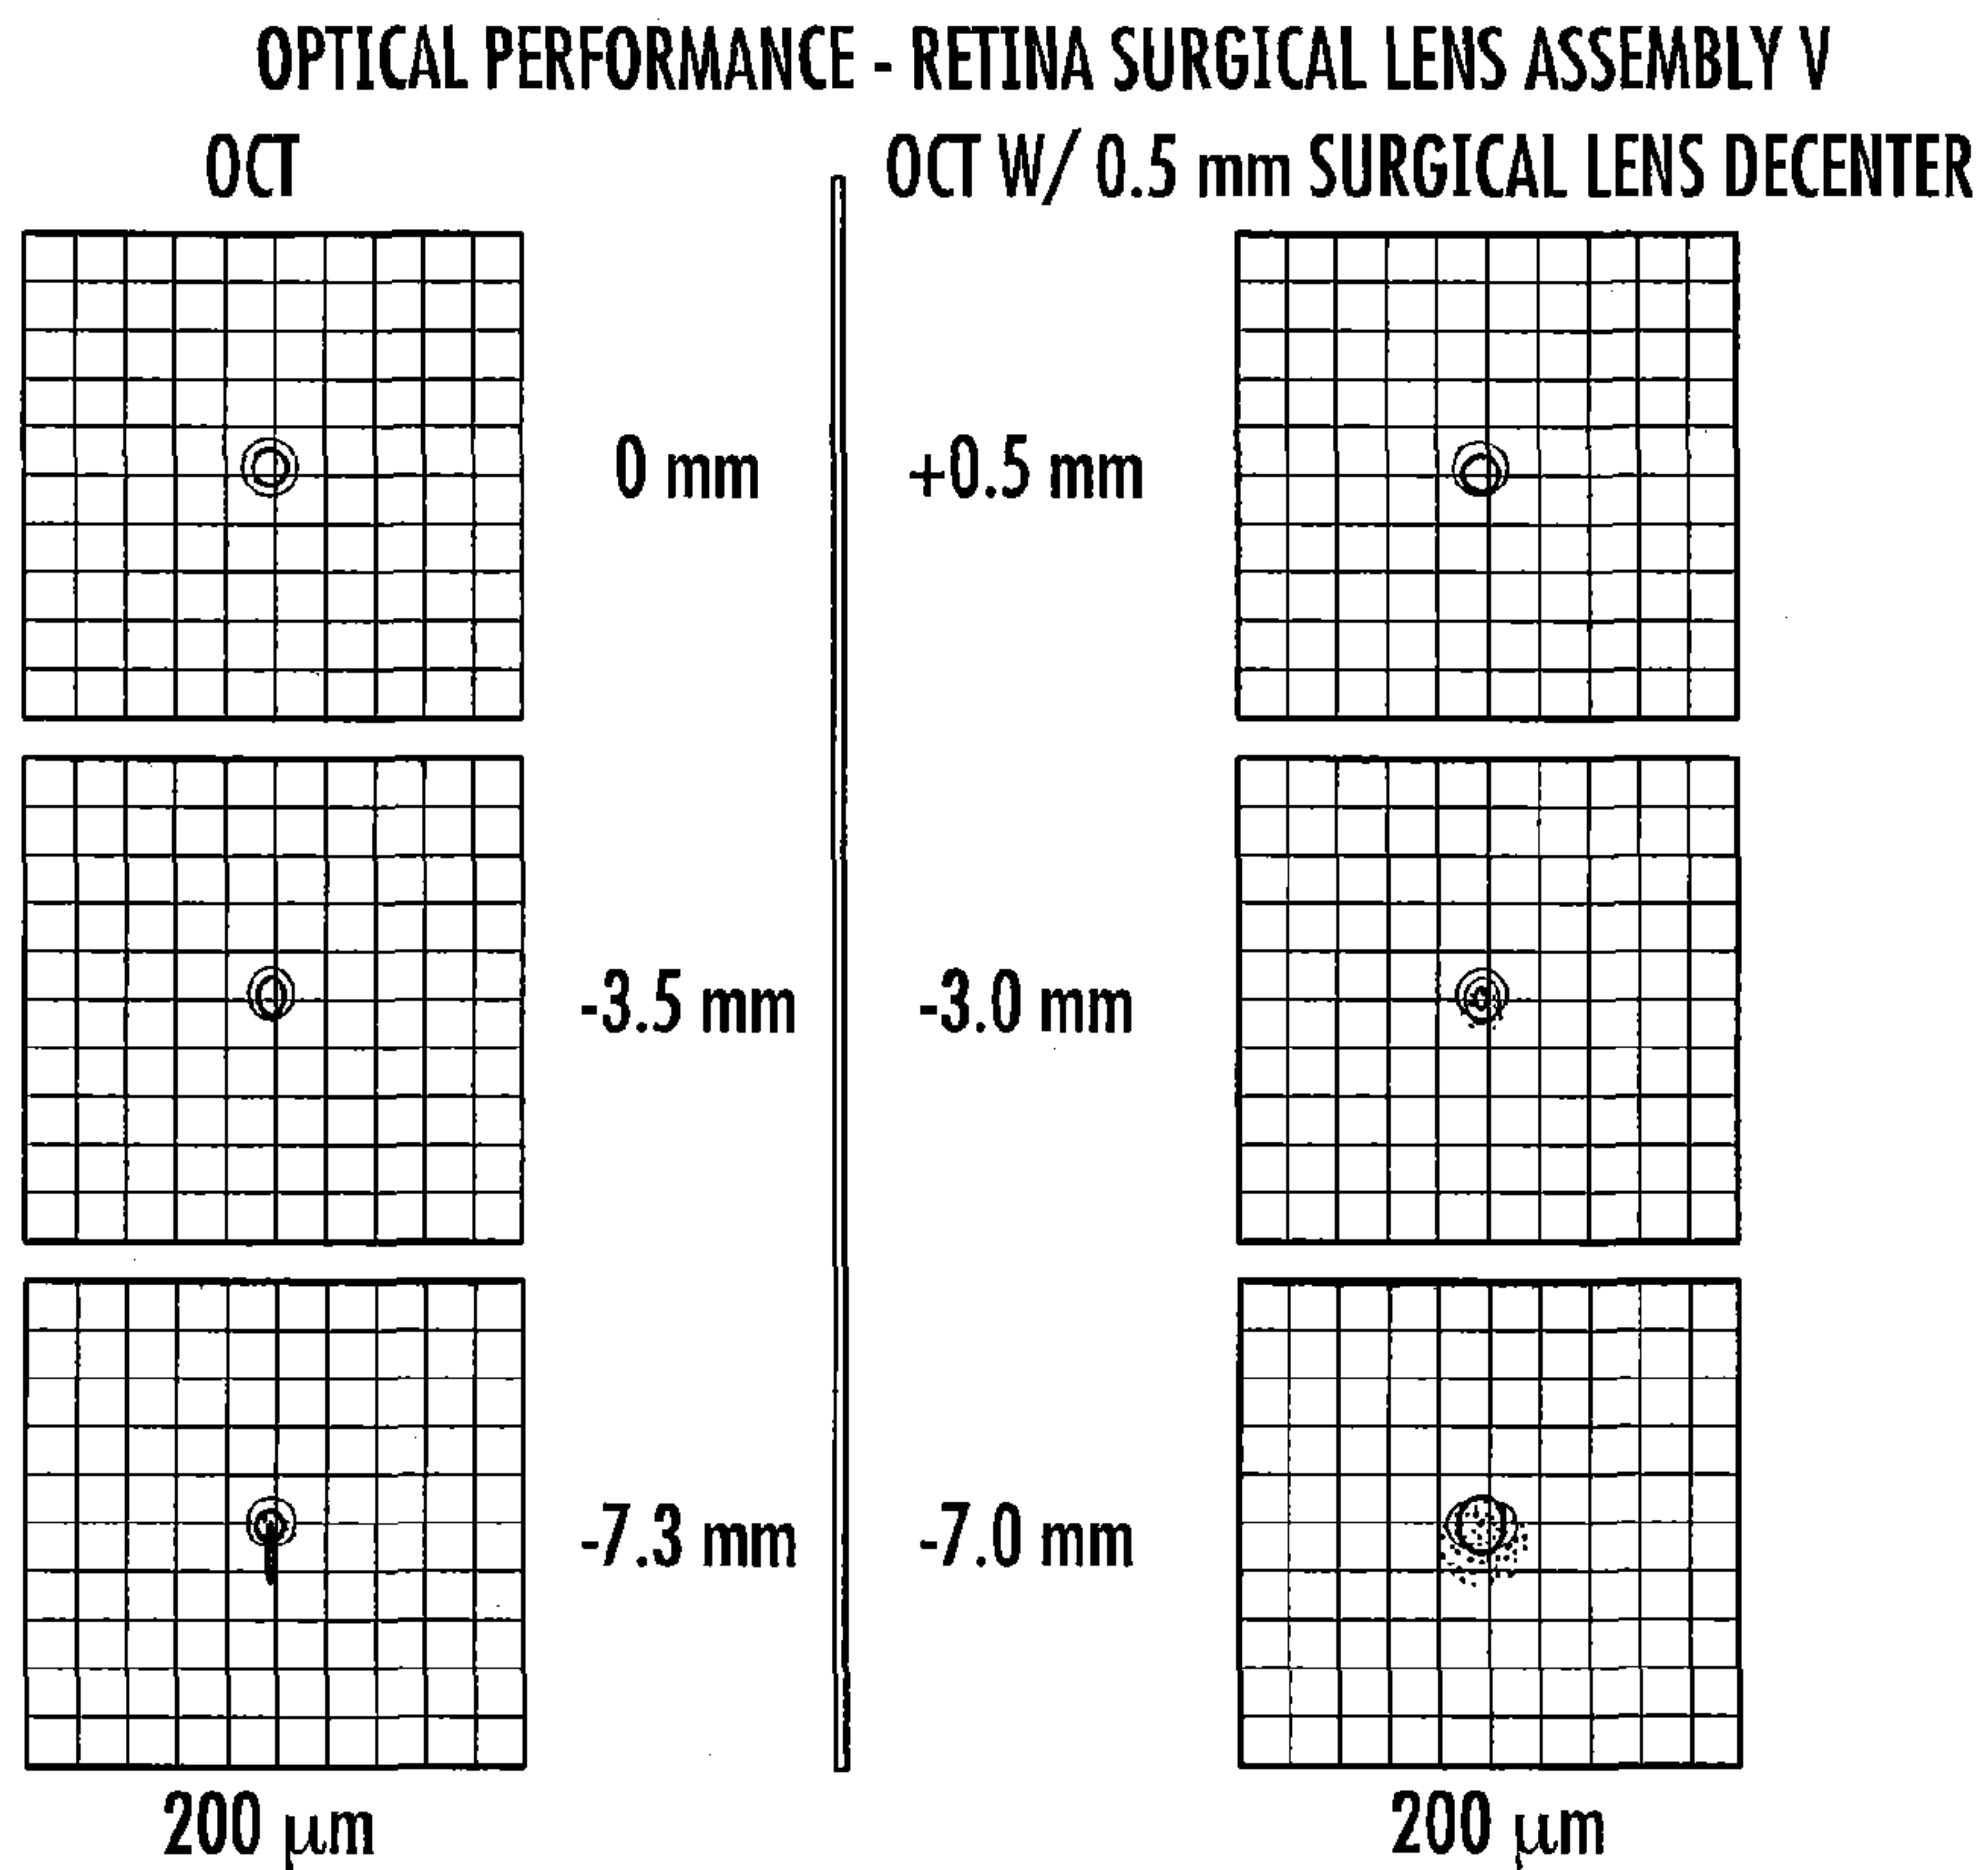 OPTICAL PERFORMANCE - RETINA SURGICAL LENS ASSEMBLY V
OCT
OCT W/ 0.5 mm SURGICAL LENS DECENTER
0 mm
+0.5 mm
-3.5 mm
-3.0 mm
-7.3 mm
-7.0 mm
200 µm
200 µm